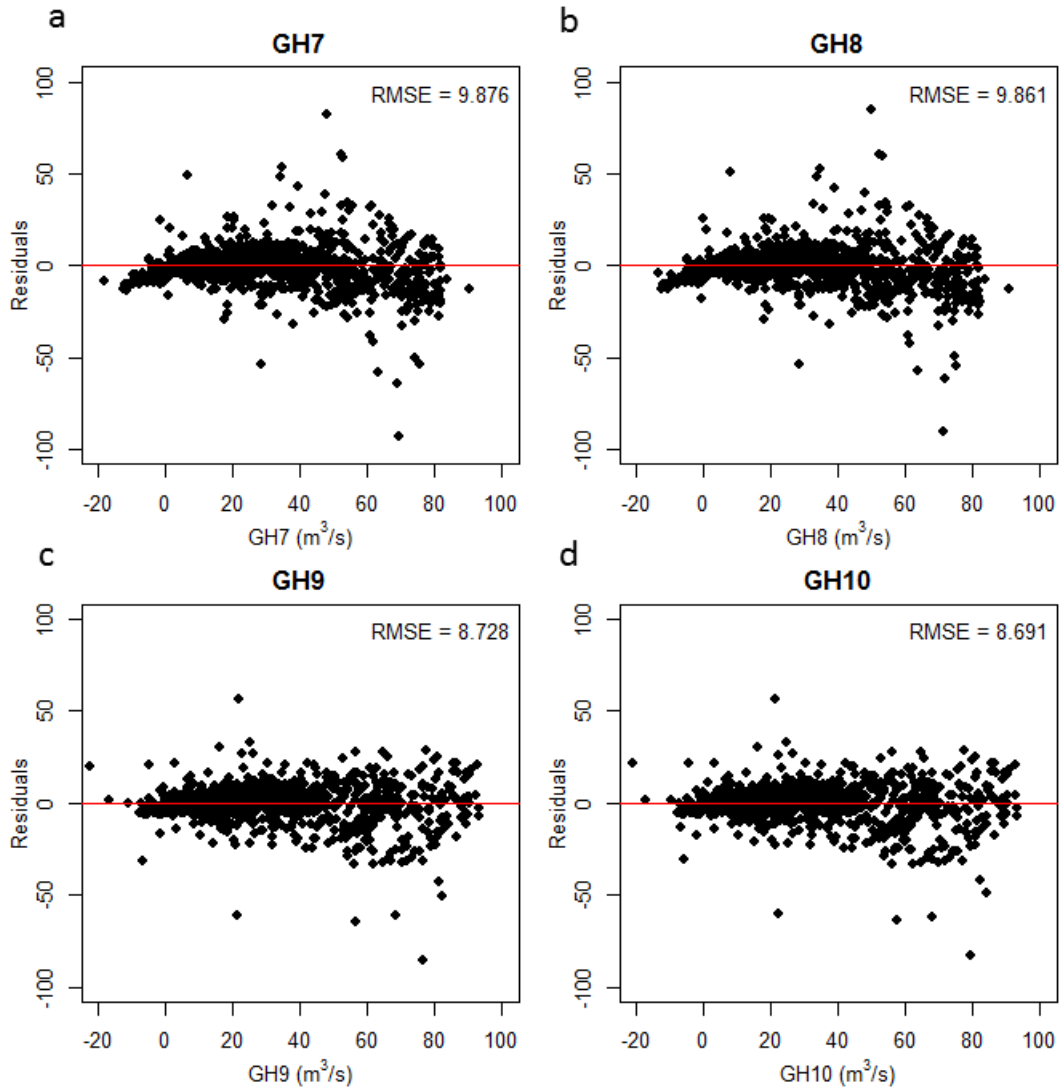 a
GH7
RMSE = 9.876
100
50
0
-50
-100
Residuals
-20 0 20 40 60 80 100
GH7 (m³/s)
b
GH8
RMSE = 9.861
100
50
0
-50
-100
Residuals
-20 0 20 40 60 80 100
GH8 (m³/s)
c
GH9
RMSE = 8.728
100
50
0
-50
-100
Residuals
-20 0 20 40 60 80 100
GH9 (m³/s)
d
GH10
RMSE = 8.691
100
50
0
-50
-100
Residuals
-20 0 20 40 60 80 100
GH10 (m³/s)